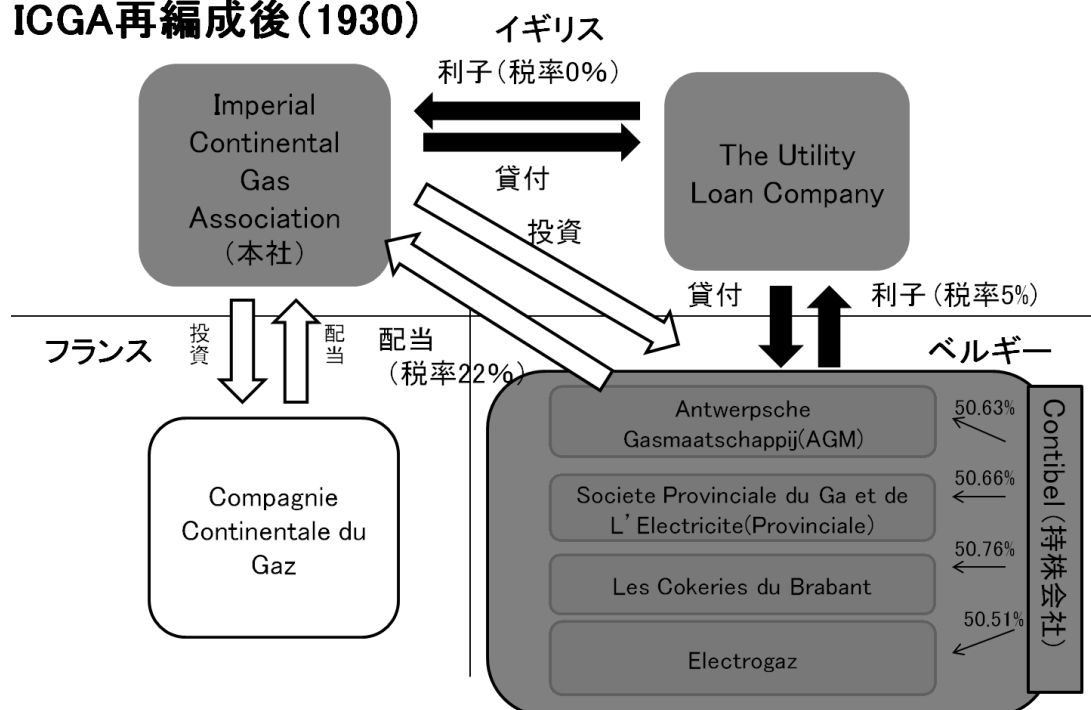 ICGA再編成後（1930）
イギリス
利子（税率0%）
Imperial
Continental
Gas
Association
（本社）
The Utility
Loan Company
貸付
投資
貸付
利子（税率5%）
フランス
投資
配当
配当
（税率22%）
ベルギー
Compagnie
Continentale du
Gaz
Antwerpsche
Gasmaatschappij(AGM)
50.63%
Societe Provinciale du Ga et de
L'Electricite(Provinciale)
50.66%
Les Cokeries du Brabant
50.76%
Electrogaz
50.51%
Contibel（持株会社）